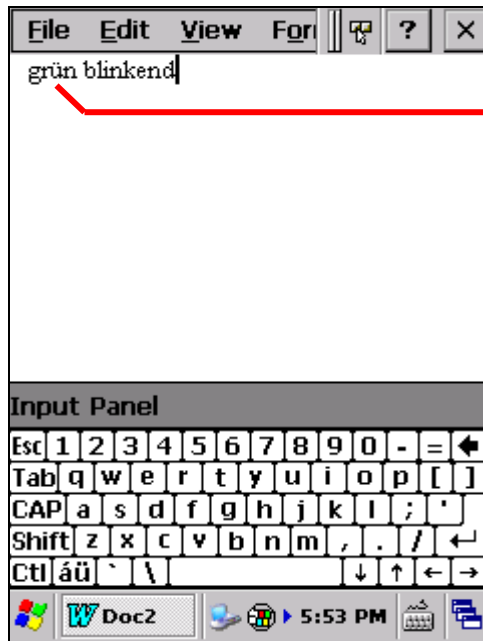 File Edit View For ? ×
grün blinkend
Input Panel
Esc 1 2 3 4 5 6 7 8 9 0 - =
Tab q w e r t y u i o p [ ]
CAP a s d f g h j k l ; '
Shift z x c v b n m , . /
Ctl áü ` \ ↓ ↑ ← →
Doc2 5:53 PM